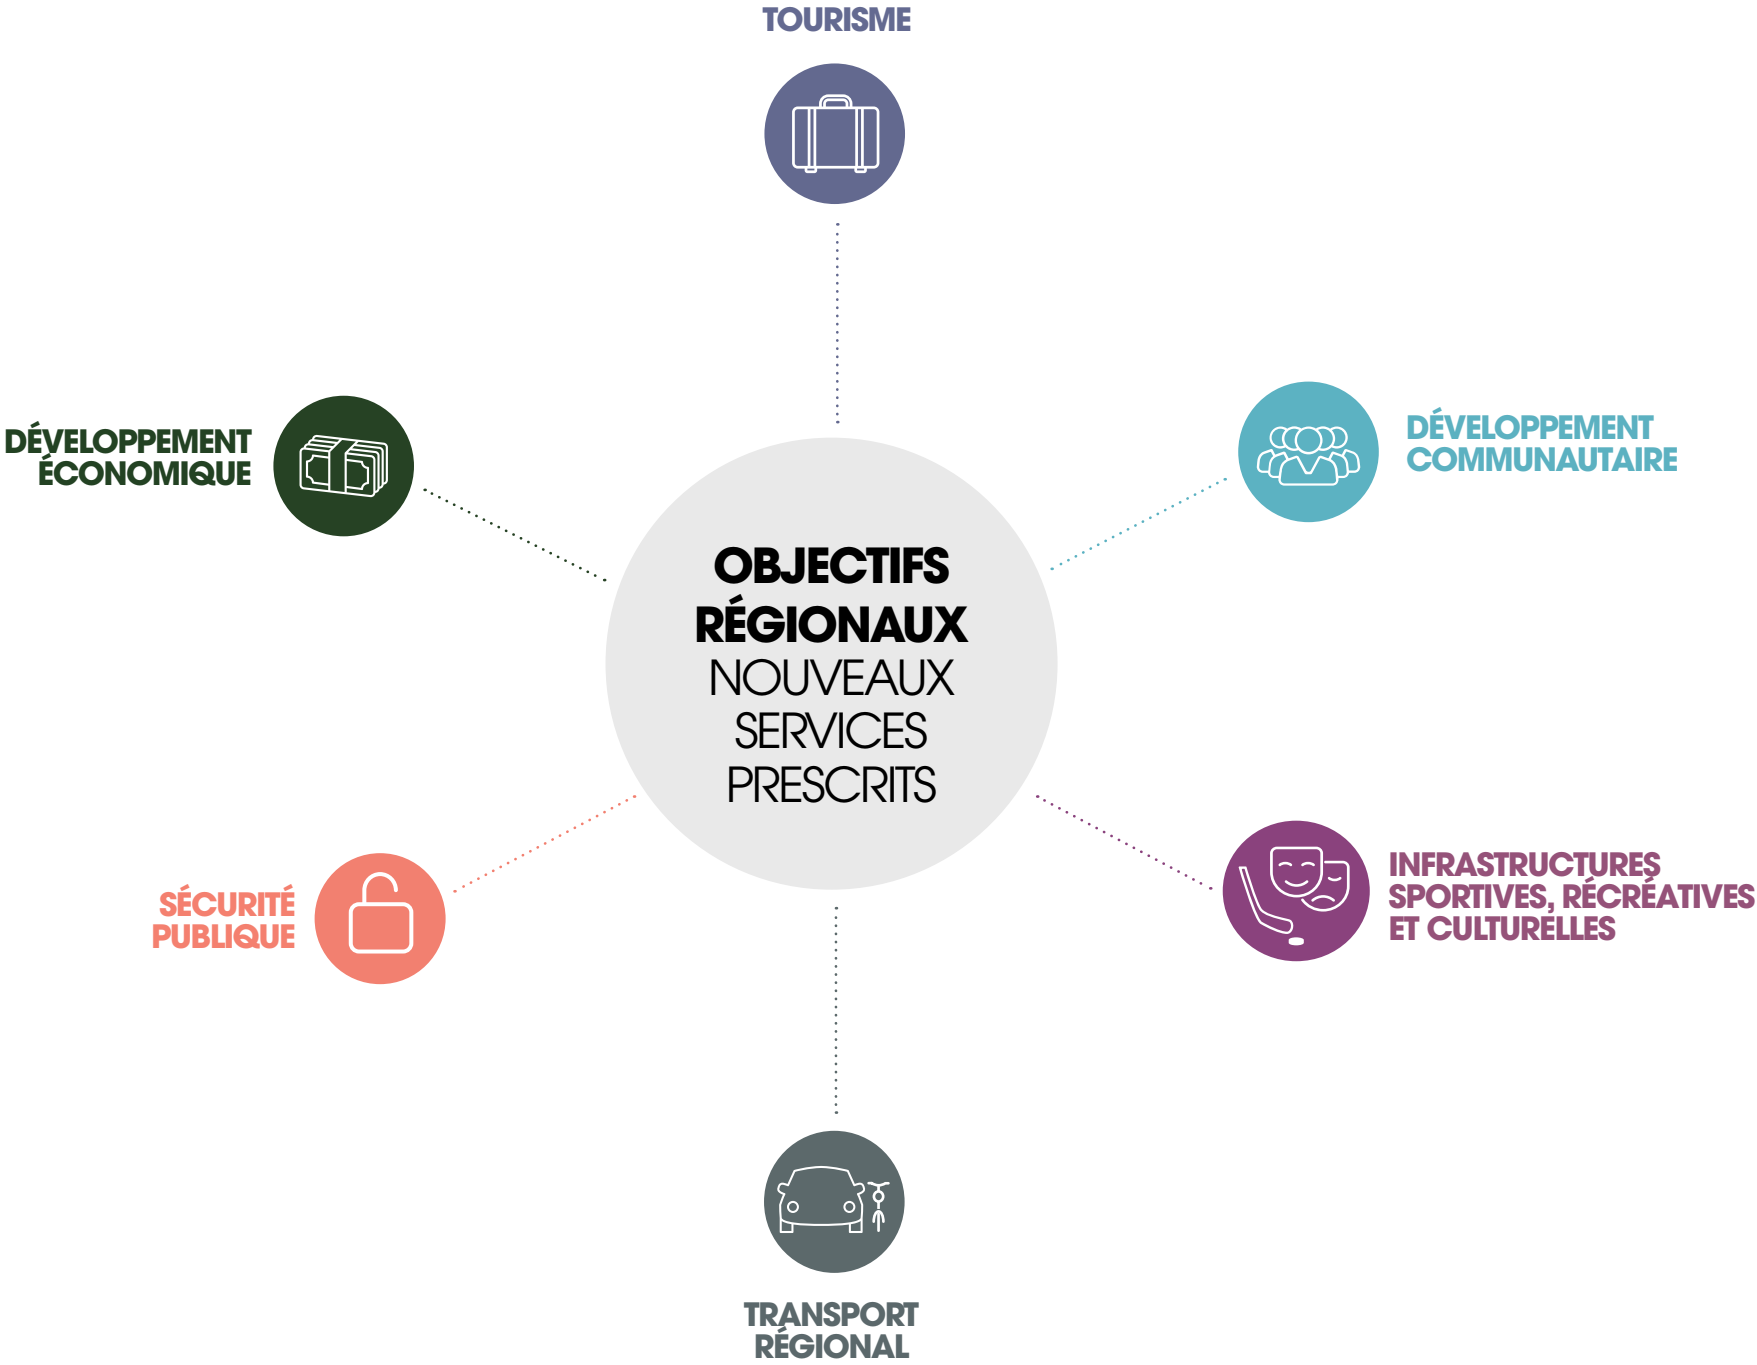 TOURISME
DÉVELOPPEMENT
ÉCONOMIQUE
DÉVELOPPEMENT
COMMUNAUTAIRE
OBJECTIFS
RÉGIONAUX
NOUVEAUX
SERVICES
PRESCRITS
SÉCURITÉ
PUBLIQUE
INFRASTRUCTURES
SPORTIVES, RÉCRÉATIVES
ET CULTURELLES
TRANSPORT
RÉGIONAL